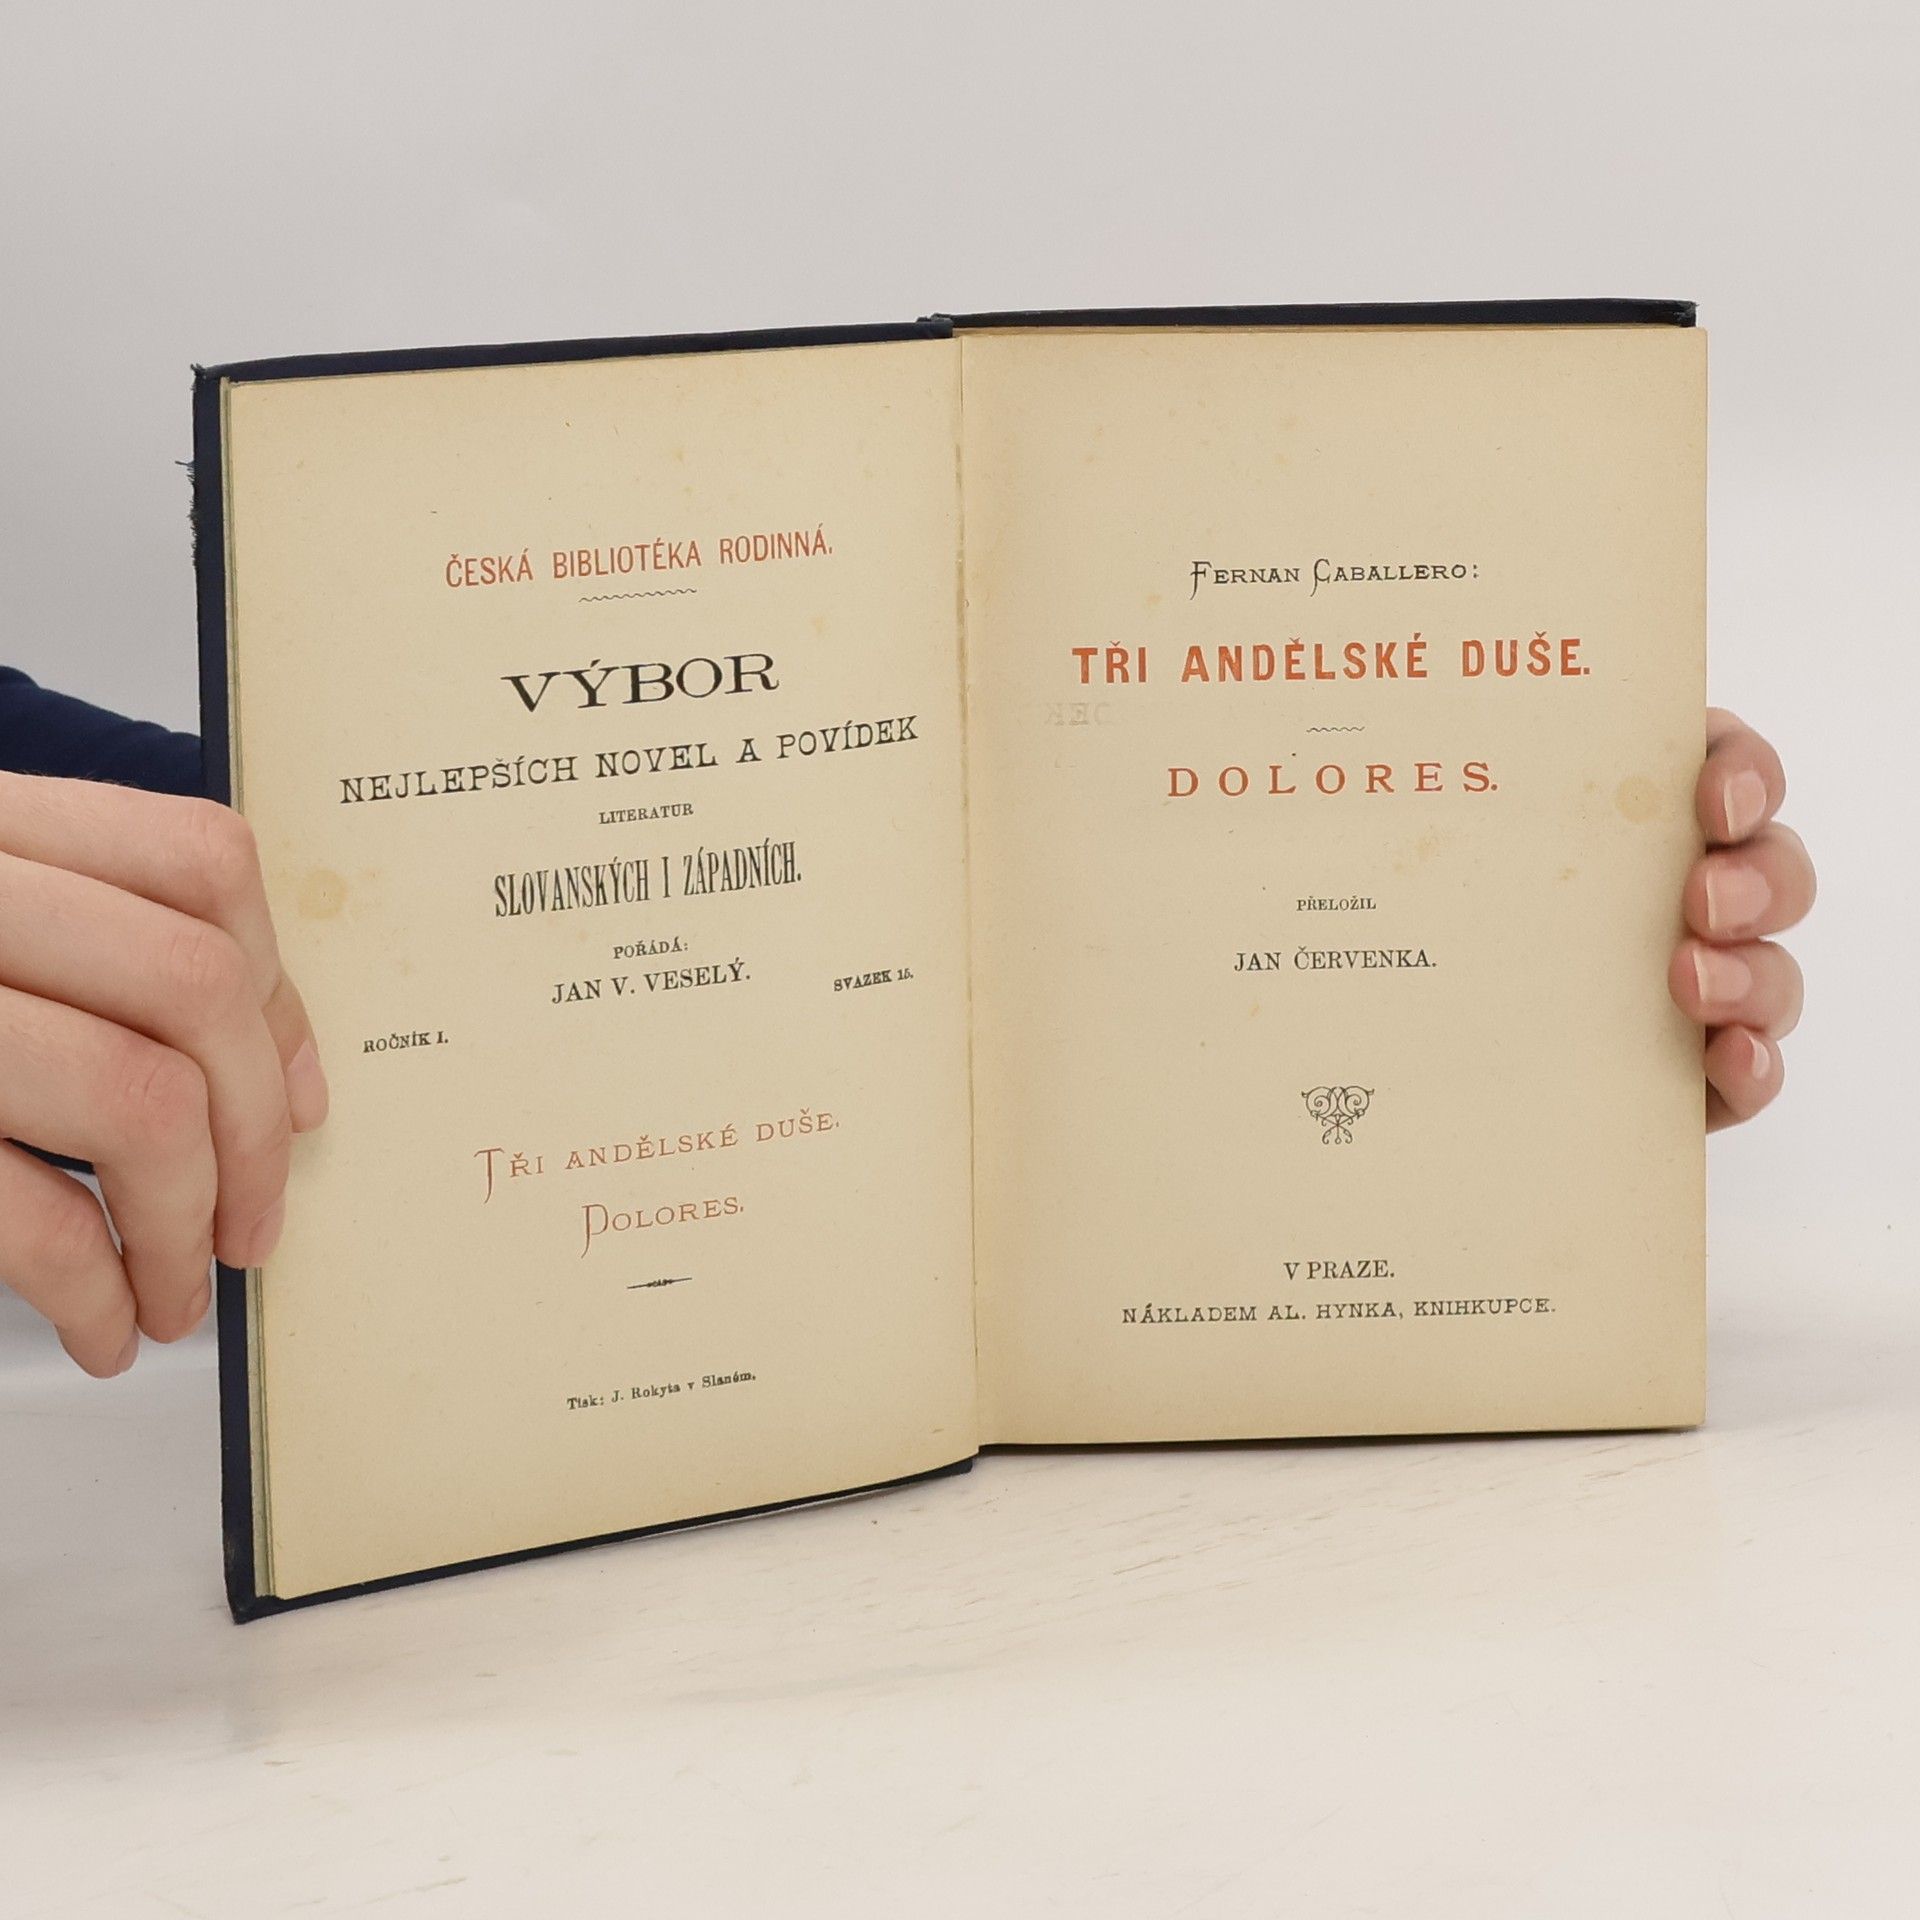 ČESKÁ BIBLIOTÉKA RODINNÁ.
VÝBOR
NEJLEPŠÍCH NOVEL A POVÍDEK
LITERATUR
SLOVANSKÝCH I ZÁPADNÍCH.
POŘÁDÁ:
JAN V. VESELÝ.
ROČNÍK I.
SVAZEK 15.
TŘI ANDĚLSKÉ DUŠE.
DOLORES.
Tisk: J. Rokyta v Slaném.
FERNAN CABALLERO:
TŘI ANDĚLSKÉ DUŠE.
DOLORES.
PŘELOŽIL
JAN ČERVENKA.
V PRAZE.
NÁKLADEM AL. HYNKA, KNIHKUPCE.